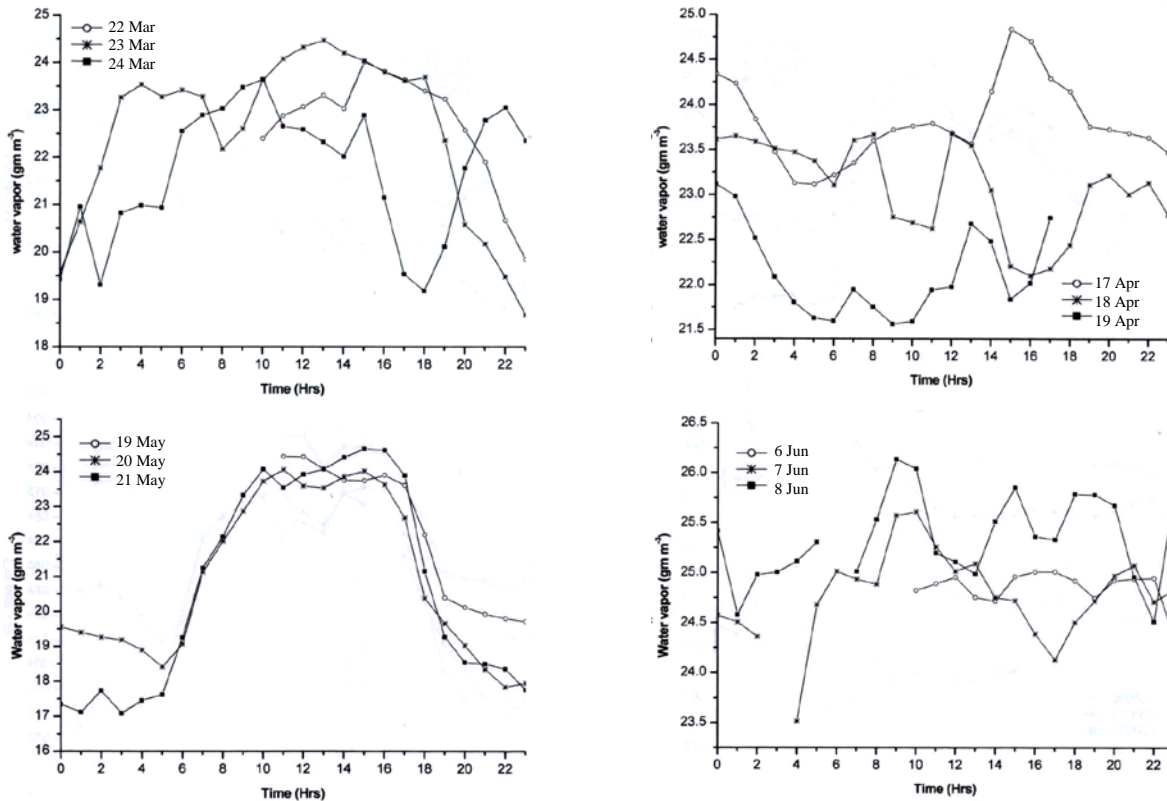 25
24
23
22
21
20
19
18
water vapor (gm m⁻³)
22 Mar
23 Mar
24 Mar
0 2 4 6 8 10 12 14 16 18 20 22
Time (Hrs)
25.0
24.5
24.0
23.5
23.0
22.5
22.0
21.5
water vapor (gm m⁻³)
17 Apr
18 Apr
19 Apr
0 2 4 6 8 10 12 14 16 18 20 22
Time (Hrs)
25
24
23
22
21
20
19
18
17
16
Water vapor (gm m⁻³)
19 May
20 May
21 May
0 2 4 6 8 10 12 14 16 18 20 22
Time (Hrs)
26.5
26.0
25.5
25.0
24.5
24.0
23.5
Water vapor (gm m⁻³)
6 Jun
7 Jun
8 Jun
0 2 4 6 8 10 12 14 16 18 20 22
Time (Hrs)